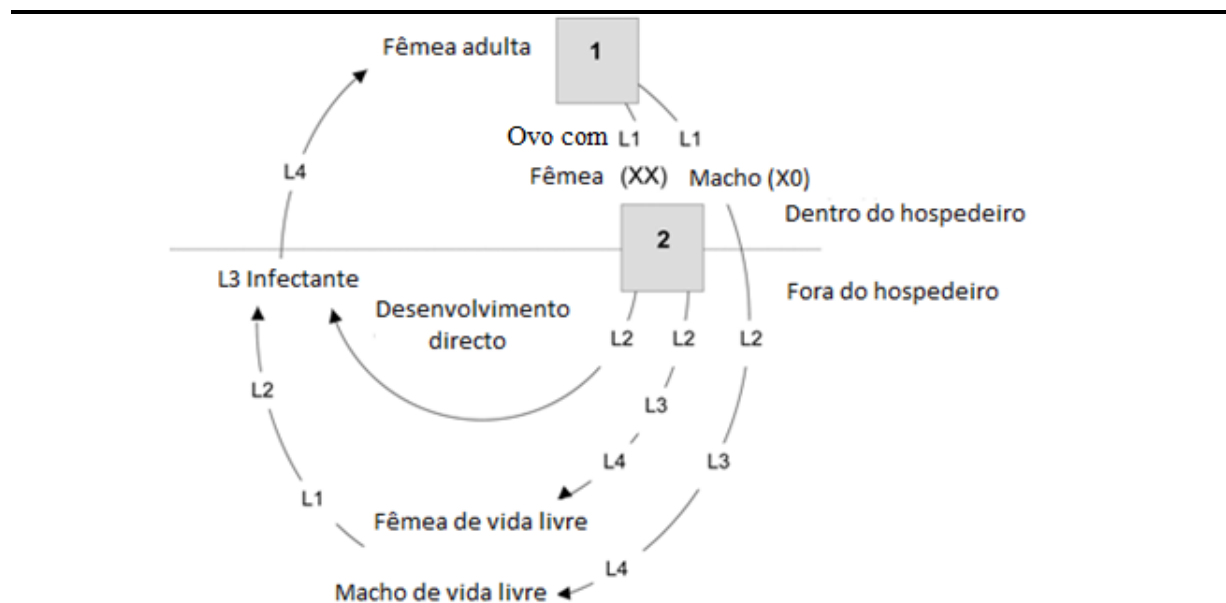 Fêmea adulta
1
Ovo com L1
L1
Fêmea (XX)
Macho (X0)
Dentro do hospedeiro
2
L4
L3 Infectante
Fora do hospedeiro
Desenvolvimento
directo
L2
L2
L2
L2
L3
L4
L3
L1
Fêmea de vida livre
L4
Macho de vida livre